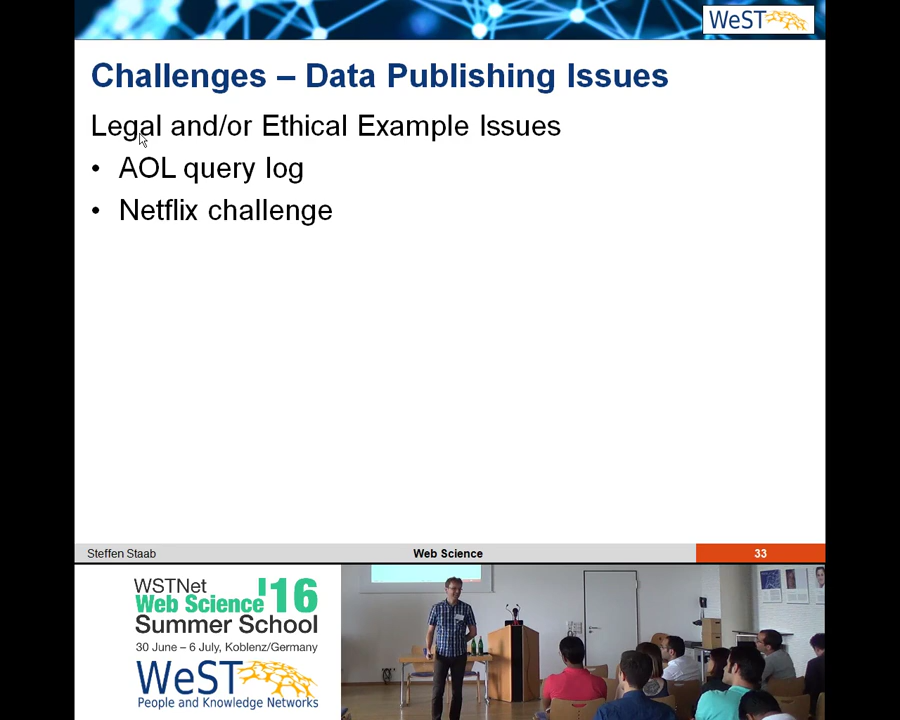 WeST
Challenges – Data Publishing Issues
Legal and/or Ethical Example Issues
• AOL query log
• Netflix challenge
Steffen Staab
Web Science
33
WSTNet
Web Science '16
Summer School
30 June – 6 July, Koblenz/Germany
WeST
People and Knowledge Networks